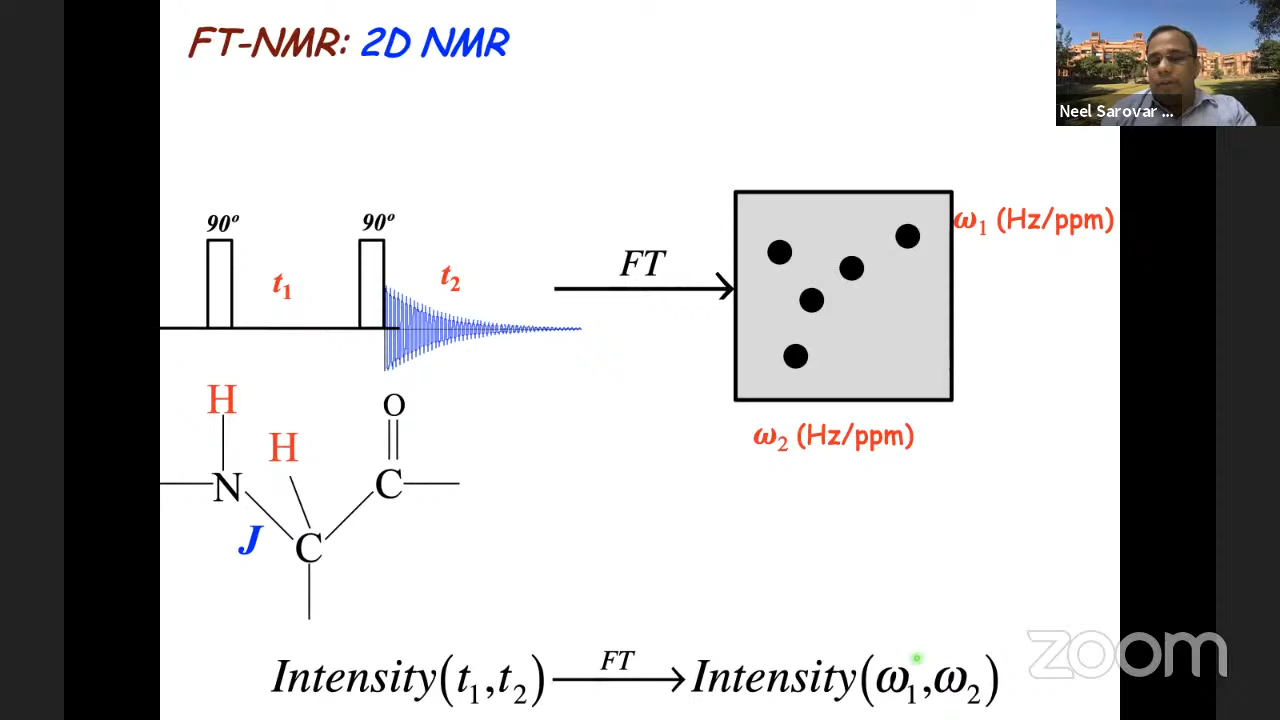 FT-NMR: 2D NMR
Neel Sarovar ...
90º 90º
t₁ t₂
FT
ω₁ (Hz/ppm)
ω₂ (Hz/ppm)
H
H
O
N C
J C
Intensity(t₁,t₂) FT Intensity(ω₁,ω₂)
zoom